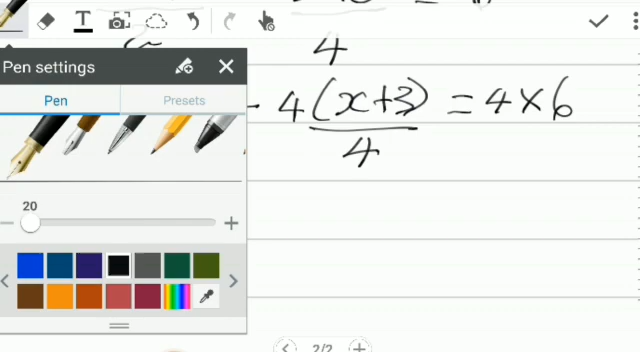 T
4
Pen settings
Pen Presets
- 4(x+3) = 4×6
4
20
2/2